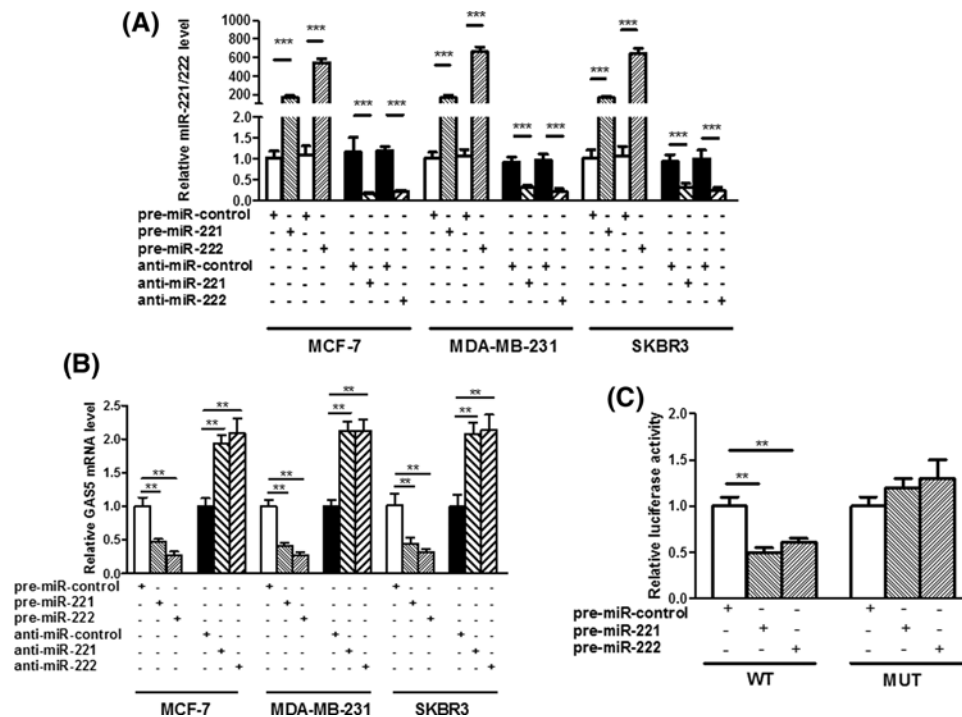 (A)
Relative miR-221/222 level
1000
800
600
400
200
1.5
1.0
0.5
0.0
*** *** *** *** *** *** *** *** *** *** *** ***
pre-miR-control + - + - - - - - + - + - - - - - + - + - - - - -
pre-miR-221 - + - - - - - - - + - - - - - - - + - - - - - -
pre-miR-222 - - - + - - - - - - - + - - - - - - - + - - - -
anti-miR-control - - - - + - + - - - - - + - + - - - - - + - + -
anti-miR-221 - - - - - + - - - - - - - + - - - - - - - + - -
anti-miR-222 - - - - - - - + - - - - - - - + - - - - - - - +
MCF-7 MDA-MB-231 SKBR3
(B)
Relative GAS5 mRNA level
2.5
2.0
1.5
1.0
0.5
0.0
** ** ** ** ** ** ** ** ** ** ** **
pre-miR-control + - - - - - + - - - - - + - - - - -
pre-miR-221 - + - - - - - + - - - - - + - - - -
pre-miR-222 - - + - - - - - + - - - - - + - - -
anti-miR-control - - - + - - - - - + - - - - - + - -
anti-miR-221 - - - - + - - - - - + - - - - - + -
anti-miR-222 - - - - - + - - - - - + - - - - - +
MCF-7 MDA-MB-231 SKBR3
(C)
Relative luciferase activity
2.0
1.5
1.0
0.5
0.0
** **
pre-miR-control + - - + - -
pre-miR-221 - + - - + -
pre-miR-222 - - + - - +
WT MUT